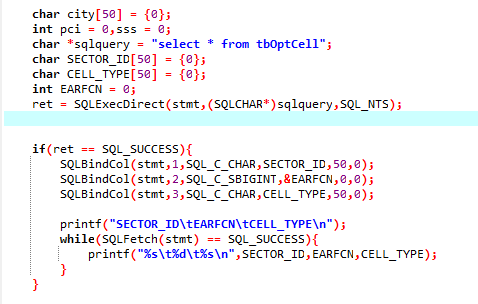 char city[50] = {0};
int pci = 0,sss = 0;
char *sqlquery = "select * from tbOptCell";
char SECTOR_ID[50] = {0};
char CELL_TYPE[50] = {0};
int EARFCN = 0;
ret = SQLExecDirect(stmt,(SQLCHAR*)sqlquery,SQL_NTS);
if(ret == SQL_SUCCESS){
SQLBindCol(stmt,1,SQL_C_CHAR,SECTOR_ID,50,0);
SQLBindCol(stmt,2,SQL_C_SBIGINT,&EARFCN,0,0);
SQLBindCol(stmt,3,SQL_C_CHAR,CELL_TYPE,50,0);
printf("SECTOR_ID\tEARFCN\tCELL_TYPE\n");
while(SQLFetch(stmt) == SQL_SUCCESS){
printf("%s\t%d\t%s\n",SECTOR_ID,EARFCN,CELL_TYPE);
}
}